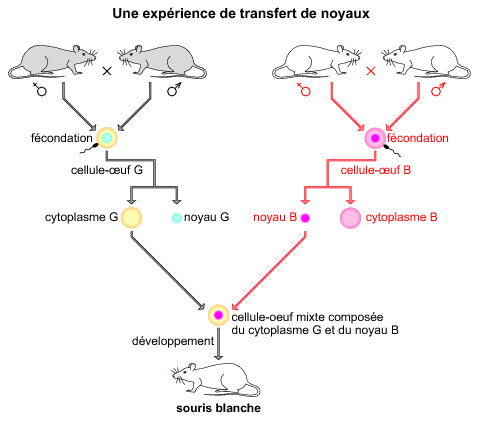 Une expérience de transfert de noyaux
fécondation
fécondation
cellule-œuf G
cellule-œuf B
cytoplasme G
noyau G
noyau B
cytoplasme B
cellule-oeuf mixte composée
du cytoplasme G et du noyau B
développement
souris blanche